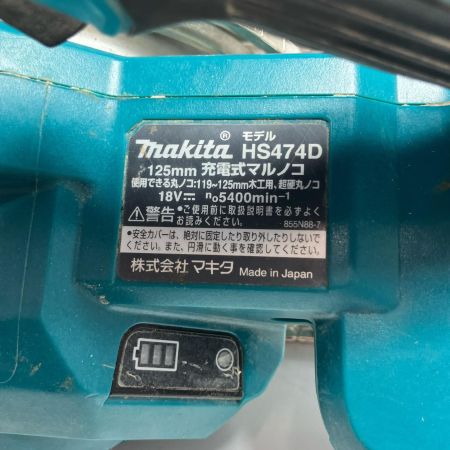 makita® モデル HS474D
125mm 充電式マルノコ
使用できる丸ノコ:119~125mm木工用、超硬丸ノコ
18V⎓ n₀5400min⁻¹
⚠警告 ●ご使用前に取扱説明書を必ずよくお読みください。
855N88-7
●安全カバーは、絶対に固定したり取り外したりしないでください。また、円滑に動く事を確認してください。
株式会社 マキタ Made in Japan